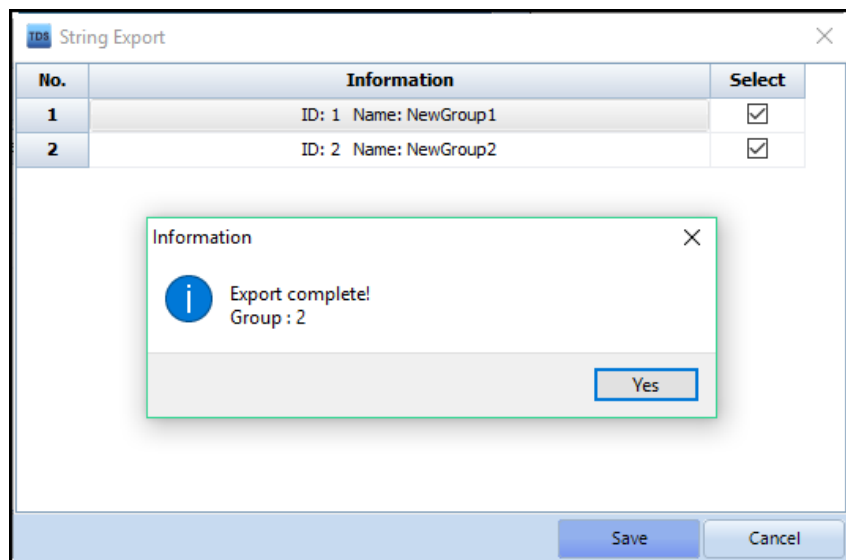 TDS String Export
No. Information Select
1 ID: 1 Name: NewGroup1
2 ID: 2 Name: NewGroup2
Information
Export complete!
Group : 2
Yes
Save Cancel